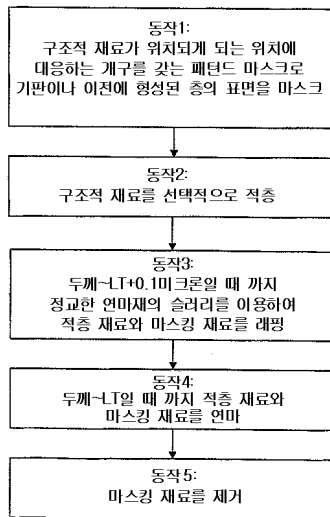 동작1:
구조적 재료가 위치되게 되는 위치에
대응하는 개구를 갖는 패턴드 마스크로
기판이나 이전에 형성된 층의 표면을 마스크
동작2:
구조적 재료를 선택적으로 적층
동작3:
두께~LT+0.1미크론일 때 까지
정교한 연마재의 슬러리를 이용하여
적층 재료와 마스킹 재료를 래핑
동작4:
두께~LT일 때 까지 적층 재료와
마스킹 재료를 연마
동작5:
마스킹 재료를 제거